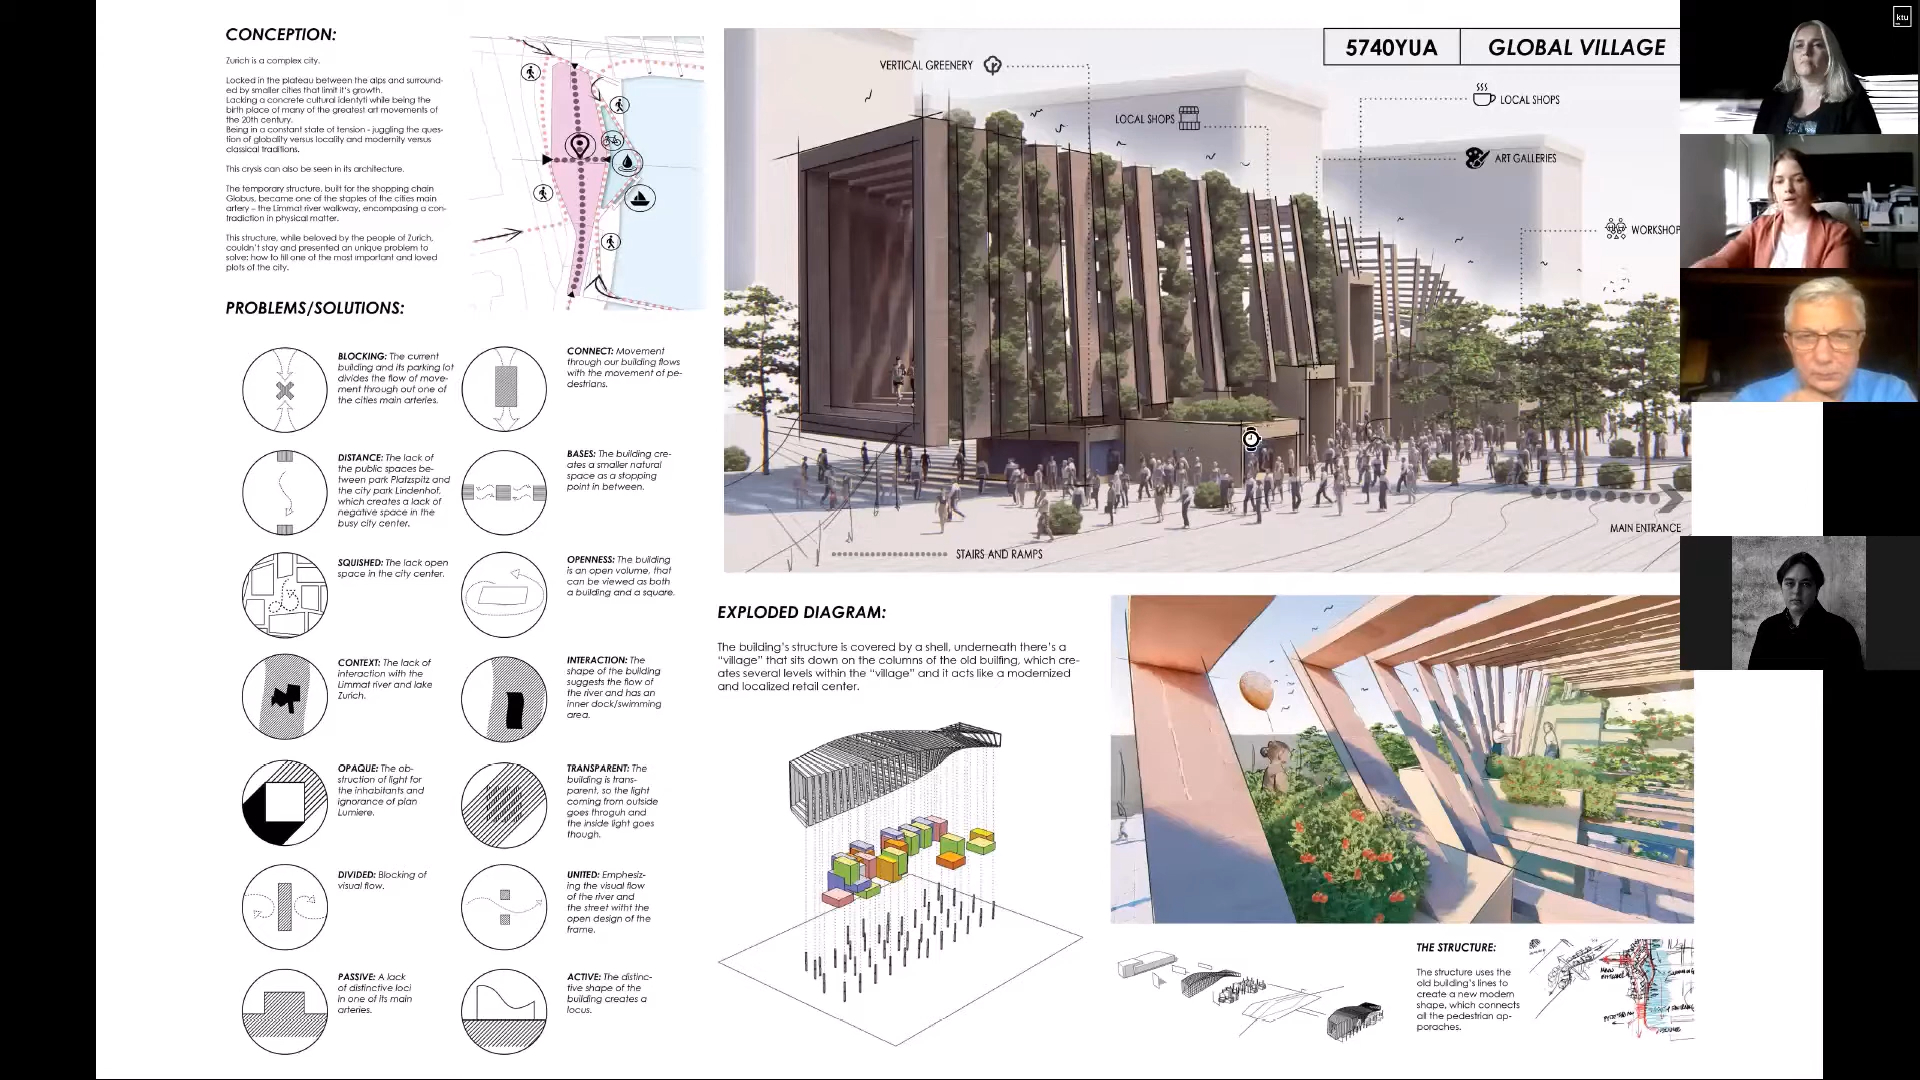 CONCEPTION:
Zurich is a complex city.
Locked in the plateau between the alps and surround-
ed by smaller cities that limit it's growth.
Lacking a concrete cultural identyti while being the
birth place of many of the greatest art movements of
the 20th century.
Being in a constant state of tension - juggling the ques-
tion of globality versus locality and modernity versus
classical traditions.
This crysis can also be seen in its architecture.
The temporary structure, built for the shopping chain
Globus, became one of the staples of the cities main
artery – the Limmat river walkway, encompasing a con-
tradiction in physical matter.
This structure, while beloved by the people of Zurich,
couldn't stay and presented an unique problem to
solve: how to fill one of the most important and loved
plots of the city.
PROBLEMS/SOLUTIONS:
BLOCKING: The current
building and its parking lot
divides the flow of move-
ment through out one of
the cities main arteries.
CONNECT: Movement
through our building flows
with the movement of pe-
destrians.
DISTANCE: The lack of
the public spaces be-
tween park Platzspitz and
the city park Lindenhof,
which creates a lack of
negative space in the
busy city center.
BASES: The building cre-
ates a smaller natural
space as a stopping
point in between.
SQUISHED: The lack open
space in the city center.
OPENNESS: The building
is an open volume, that
can be viewed as both
a building and a square.
CONTEXT: The lack of
interaction with the
Limmat river and lake
Zurich.
INTERACTION: The
shape of the building
suggests the flow of
the river and has an
inner dock/swimming
area.
OPAQUE: The ob-
struction of light for
the inhabitants and
ignorance of plan
Lumiere.
TRANSPARENT: The
building is trans-
parent, so the light
coming from outside
goes throguh and
the inside light goes
though.
DIVIDED: Blocking of
visual flow.
UNITED: Emphesiz-
ing the visual flow
of the river and
the street witht the
open design of the
frame.
PASSIVE: A lack
of distinctive loci
in one of its main
arteries.
ACTIVE: The distinc-
tive shape of the
building creates a
locus.
5740YUA
GLOBAL VILLAGE
VERTICAL GREENERY
LOCAL SHOPS
LOCAL SHOPS
ART GALLERIES
WORKSHOP
MAIN ENTRANCE
STAIRS AND RAMPS
EXPLODED DIAGRAM:
The building's structure is covered by a shell, underneath there's a
"village" that sits down on the columns of the old builfing, which cre-
ates several levels within the "village" and it acts like a modernized
and localized retail center.
THE STRUCTURE:
The structure uses the
old building's lines to
create a new modern
shape, which connects
all the pedestrian ap-
poraches.
MAIN
ktu